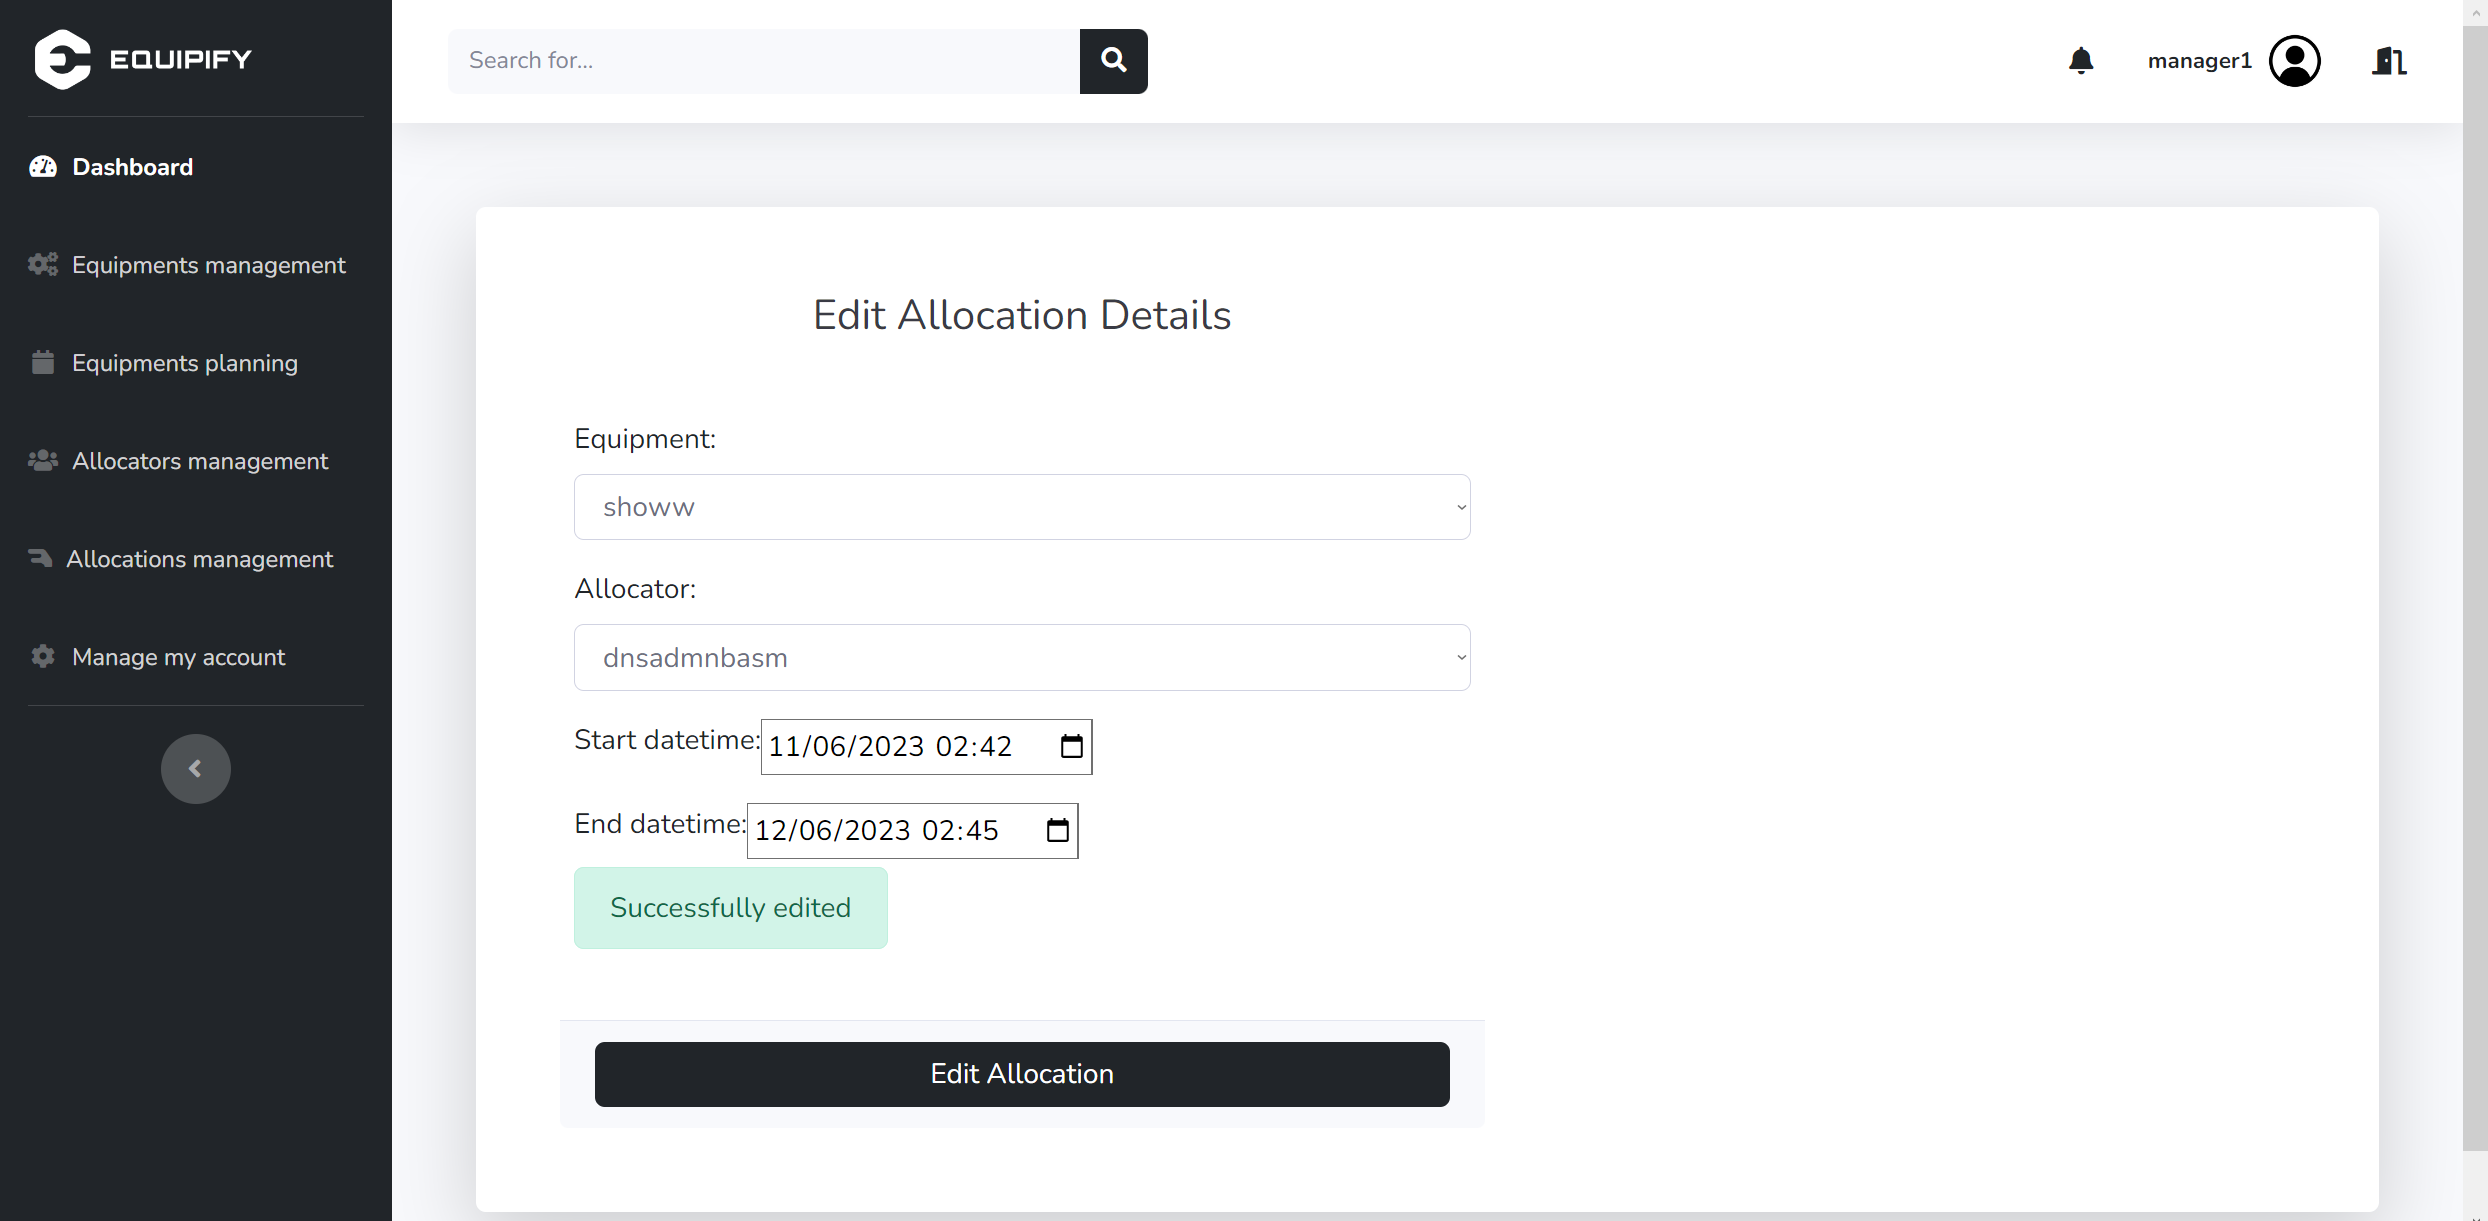 EQUIPIFY
Search for...
manager1
Dashboard
Equipments management
Equipments planning
Allocators management
Allocations management
Manage my account
Edit Allocation Details
Equipment:
showw
Allocator:
dnsadmnbasm
Start datetime: 11/06/2023 02:42
End datetime: 12/06/2023 02:45
Successfully edited
Edit Allocation